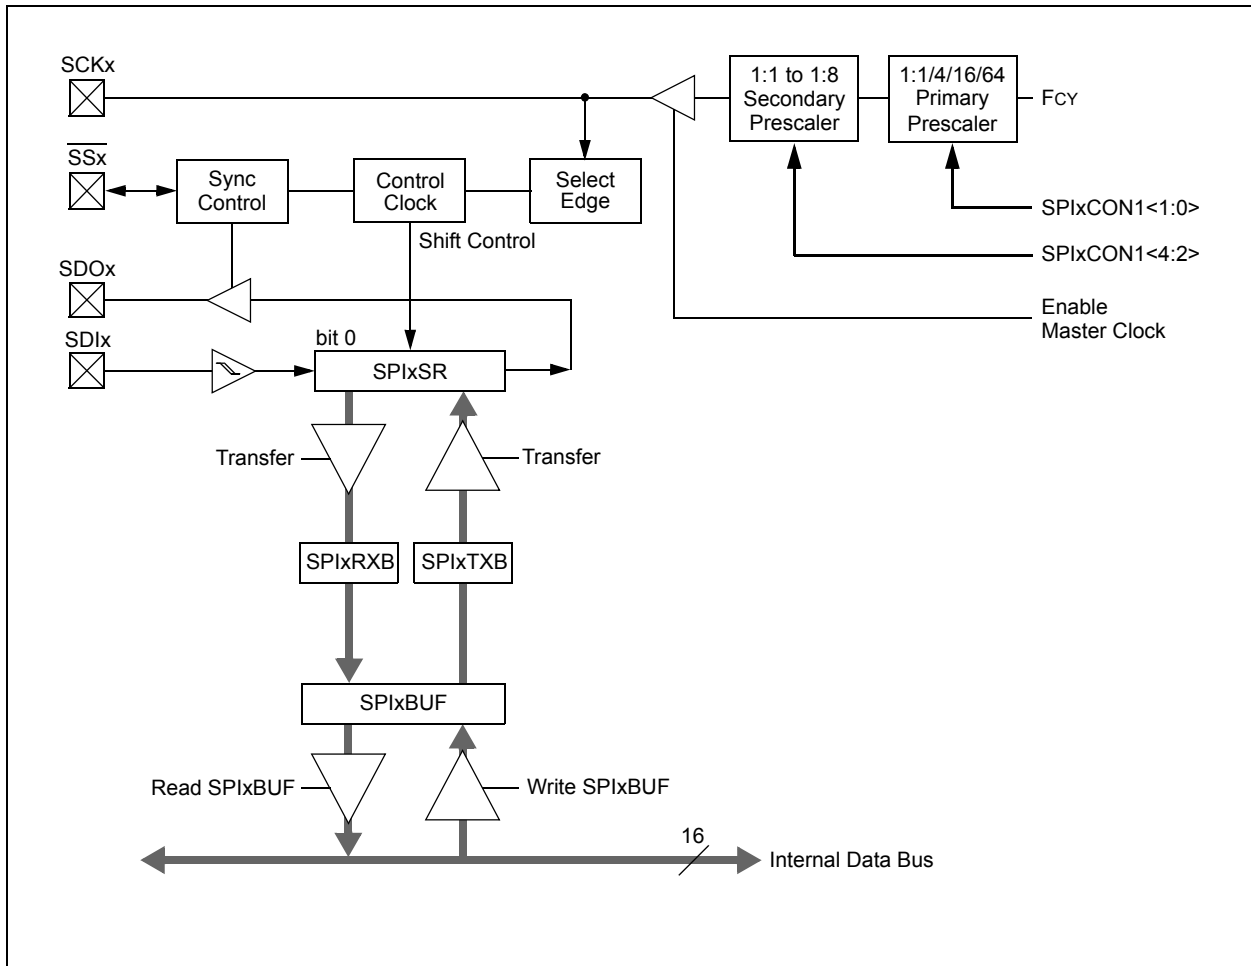 SCKx
1:1 to 1:8
Secondary
Prescaler
1:1/4/16/64
Primary
Prescaler
FCY
SSx
Sync
Control
Control
Clock
Select
Edge
SPIxCON1<1:0>
Shift Control
SPIxCON1<4:2>
SDOx
Enable
Master Clock
SDIx
bit 0
SPIxSR
Transfer
Transfer
SPIxRXB
SPIxTXB
SPIxBUF
Read SPIxBUF
Write SPIxBUF
16
Internal Data Bus